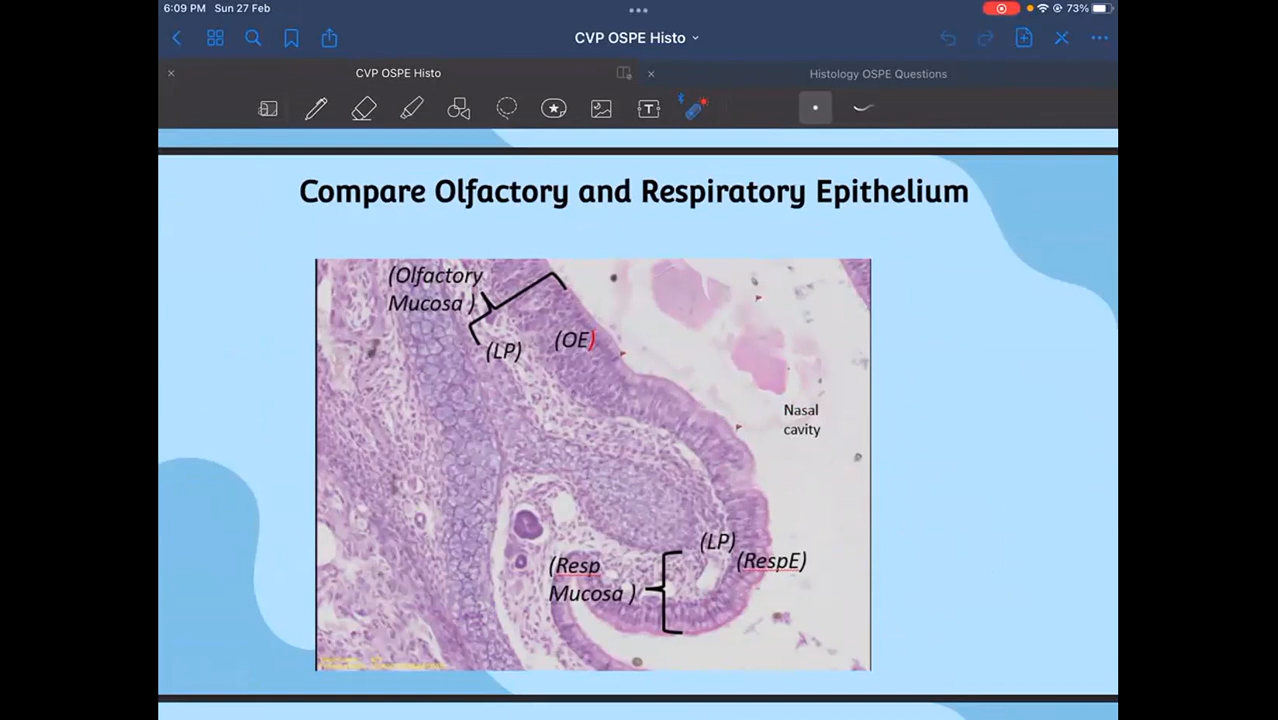 6:09 PM Sun 27 Feb
73%
CVP OSPE Histo
CVP OSPE Histo
Histology OSPE Questions
Compare Olfactory and Respiratory Epithelium
(Olfactory
Mucosa )
(LP)
(OE)
Nasal
cavity
(LP)
(RespE)
(Resp
Mucosa )